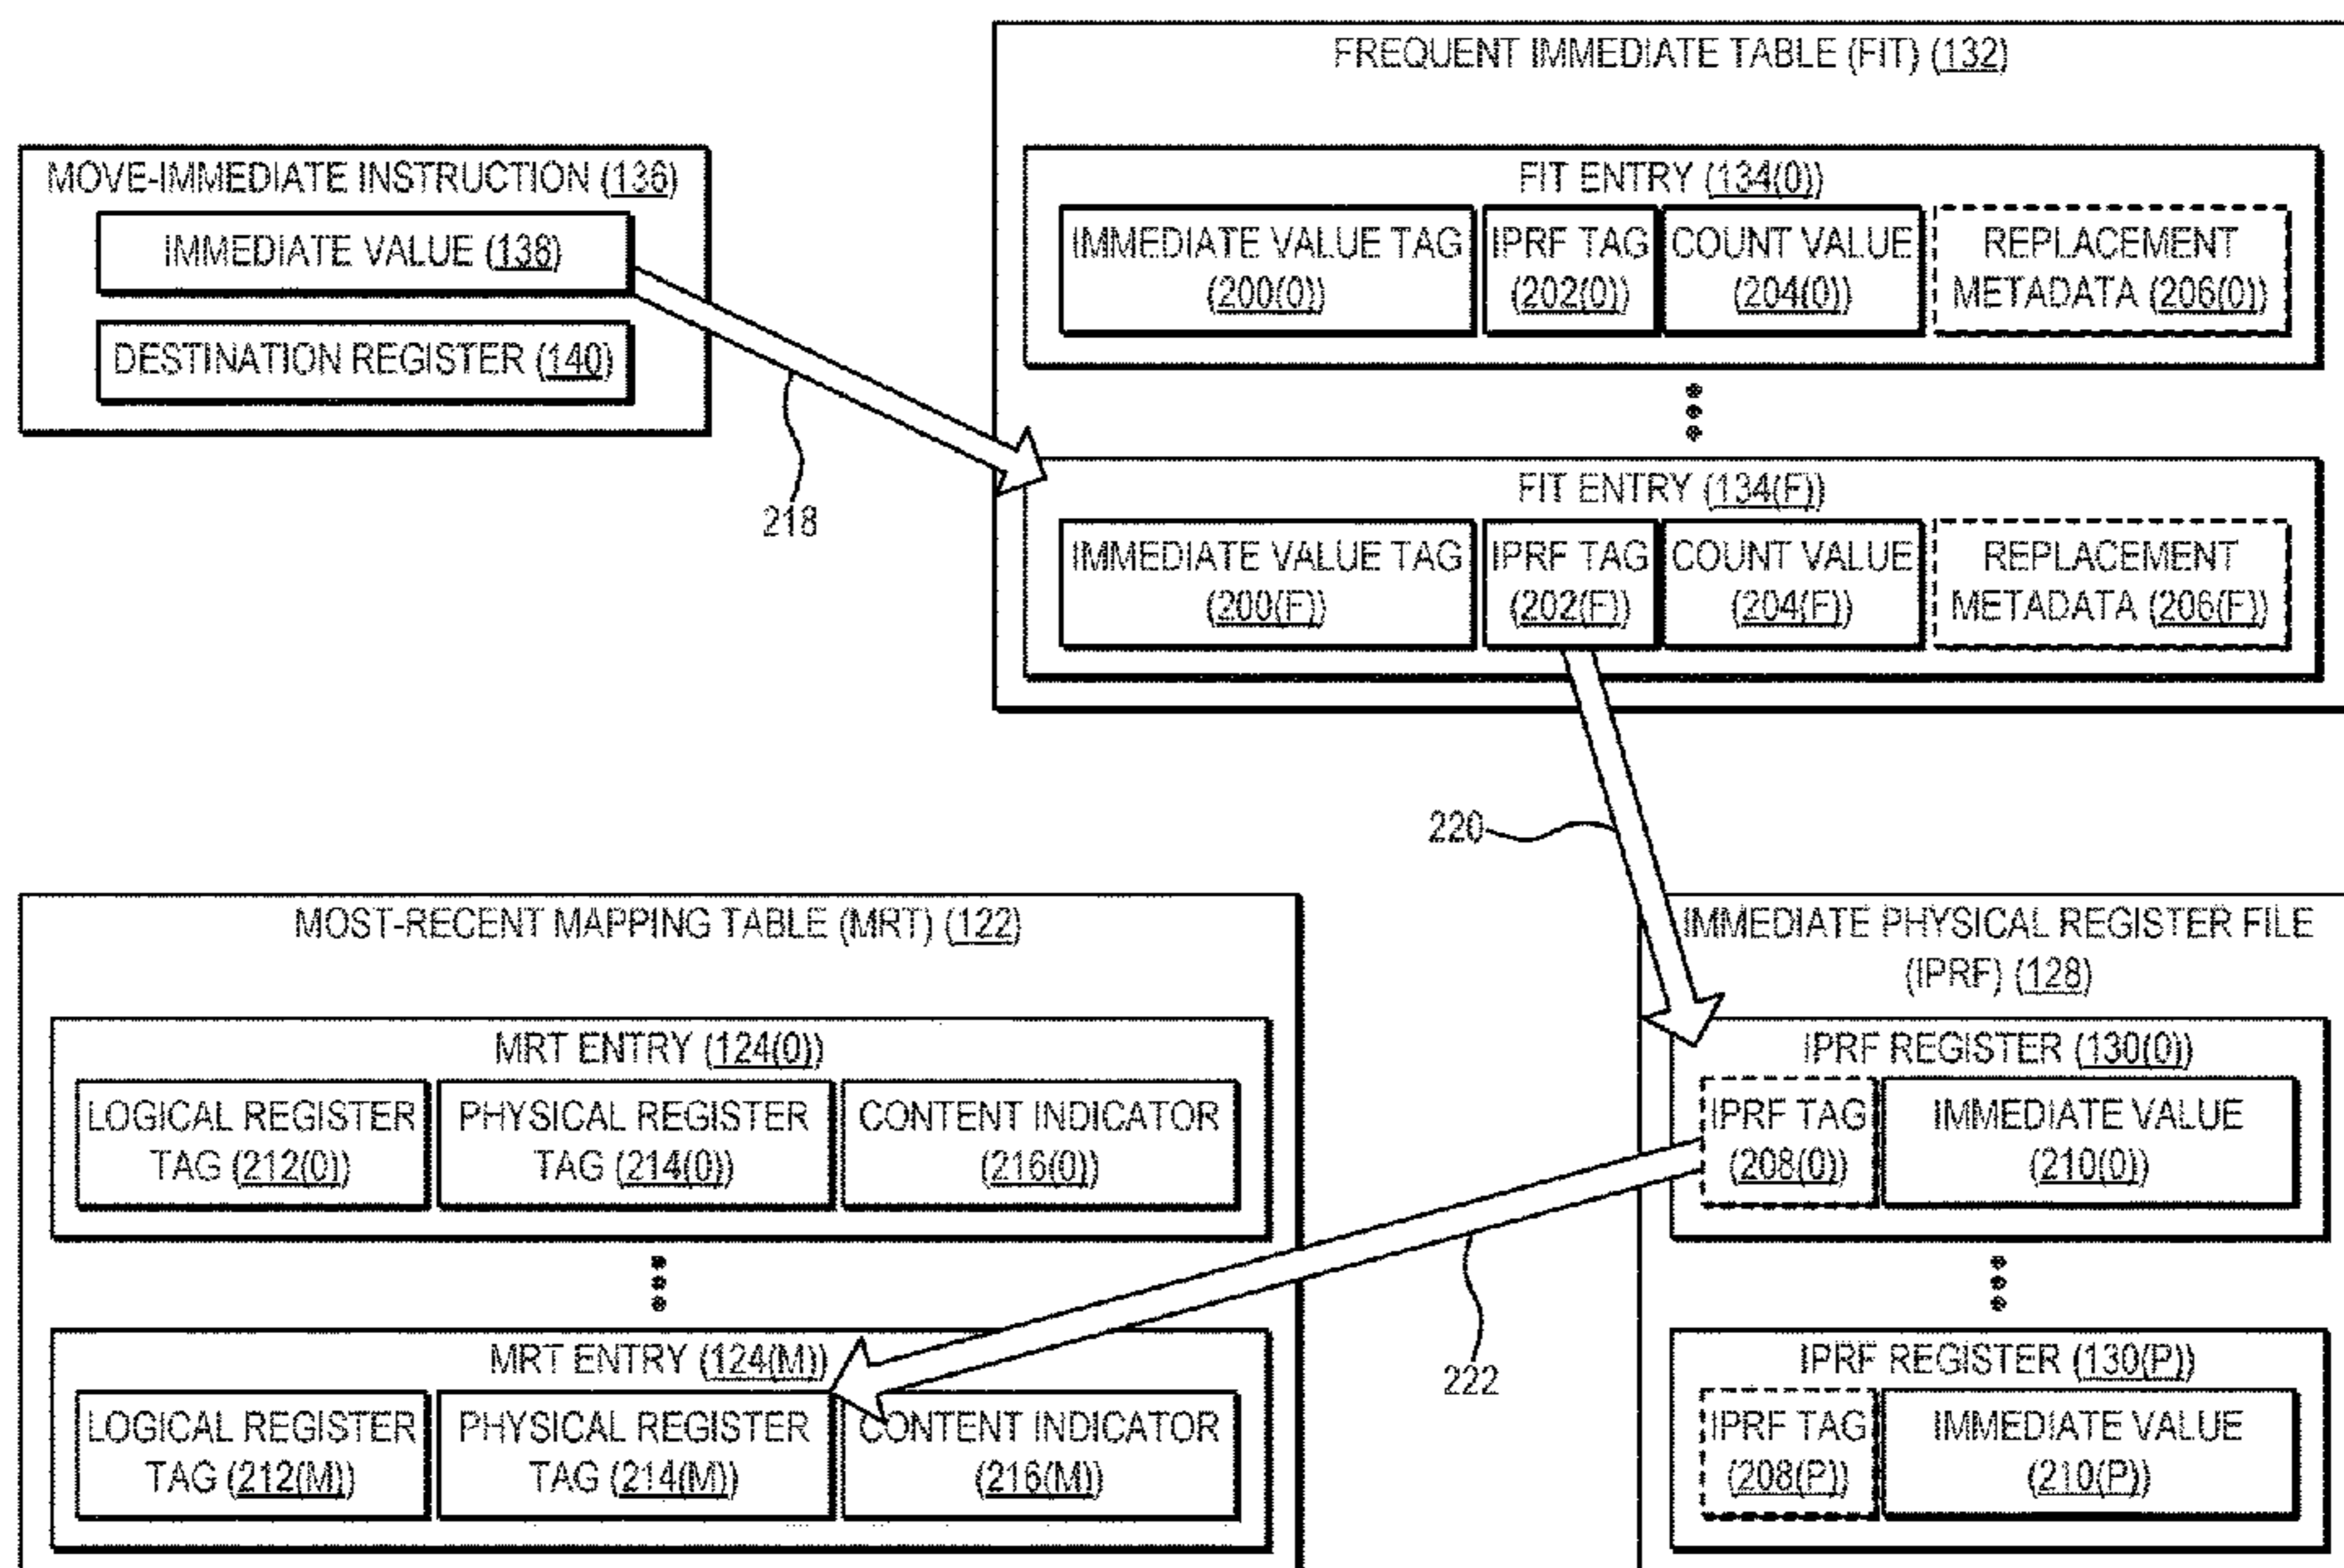 FREQUENT IMMEDIATE TABLE (FIT) (132)
MOVE-IMMEDIATE INSTRUCTION (136)
IMMEDIATE VALUE (138)
DESTINATION REGISTER (140)
FIT ENTRY (134(0))
IMMEDIATE VALUE TAG
(200(0))
IPRF TAG
(202(0))
COUNT VALUE
(204(0))
REPLACEMENT
METADATA (206(0))
218
FIT ENTRY (134(F))
IMMEDIATE VALUE TAG
(200(F))
IPRF TAG
(202(F))
COUNT VALUE
(204(F))
REPLACEMENT
METADATA (206(F))
220
MOST-RECENT MAPPING TABLE (MRT) (122)
MRT ENTRY (124(0))
LOGICAL REGISTER
TAG (212(0))
PHYSICAL REGISTER
TAG (214(0))
CONTENT INDICATOR
(216(0))
MRT ENTRY (124(M))
LOGICAL REGISTER
TAG (212(M))
PHYSICAL REGISTER
TAG (214(M))
CONTENT INDICATOR
(216(M))
222
IMMEDIATE PHYSICAL REGISTER FILE
(IPRF) (128)
IPRF REGISTER (130(0))
IPRF TAG
(208(0))
IMMEDIATE VALUE
(210(0))
IPRF REGISTER (130(P))
IPRF TAG
(208(P))
IMMEDIATE VALUE
(210(P))